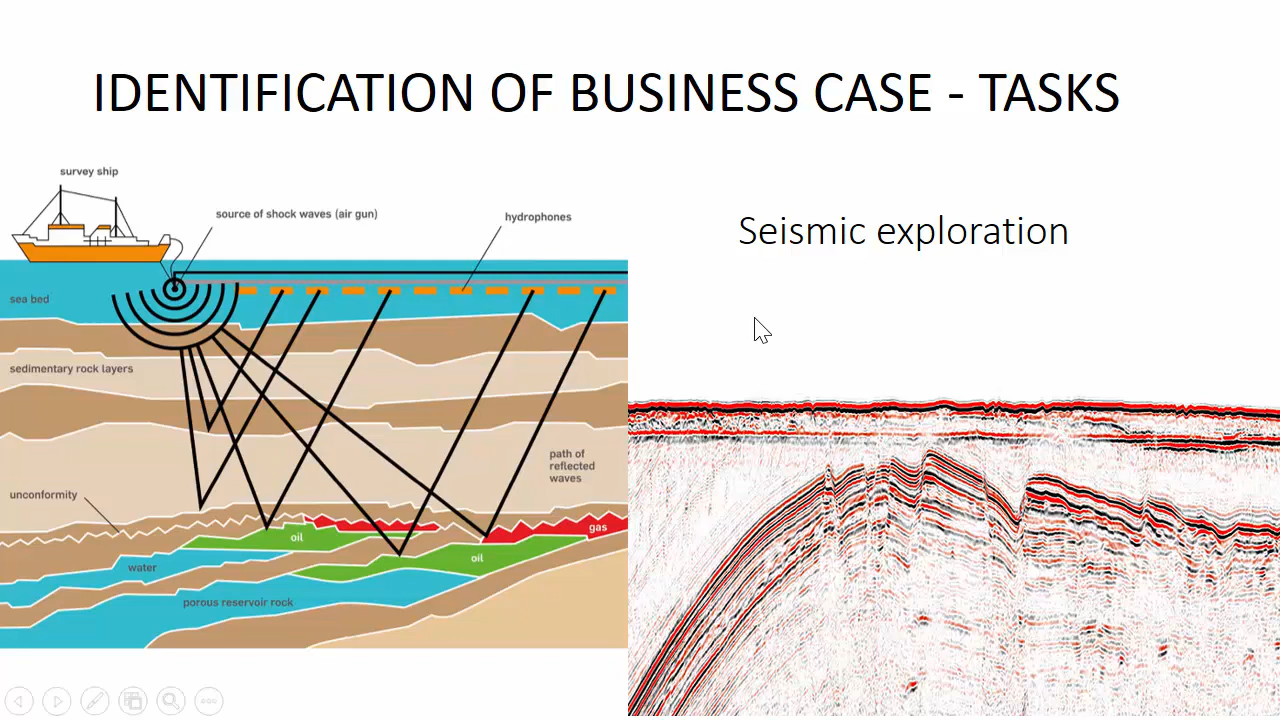 IDENTIFICATION OF BUSINESS CASE - TASKS
survey ship
source of shock waves (air gun)
hydrophones
Seismic exploration
sea bed
sedimentary rock layers
path of
reflected
waves
unconformity
gas
oil
oil
water
porous reservoir rock